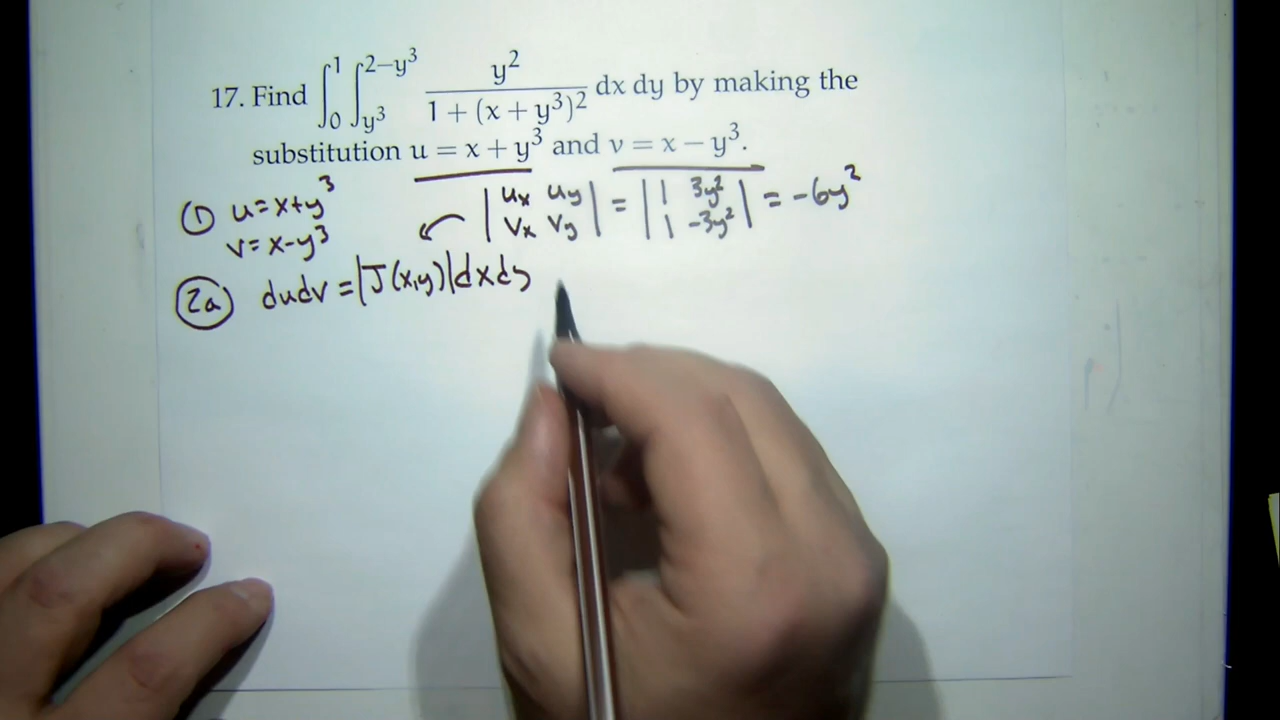 17. Find ∫₀¹ ∫_{y³}^{2−y³} y² / (1 + (x + y³)²) dx dy by making the
substitution u = x + y³ and v = x − y³.
① u=x+y³
v=x-y³
| uₓ u_y ; vₓ v_y | = | 1 3y² ; 1 -3y² | = -6y²
②a dudv = |J(x,y)|dxdy